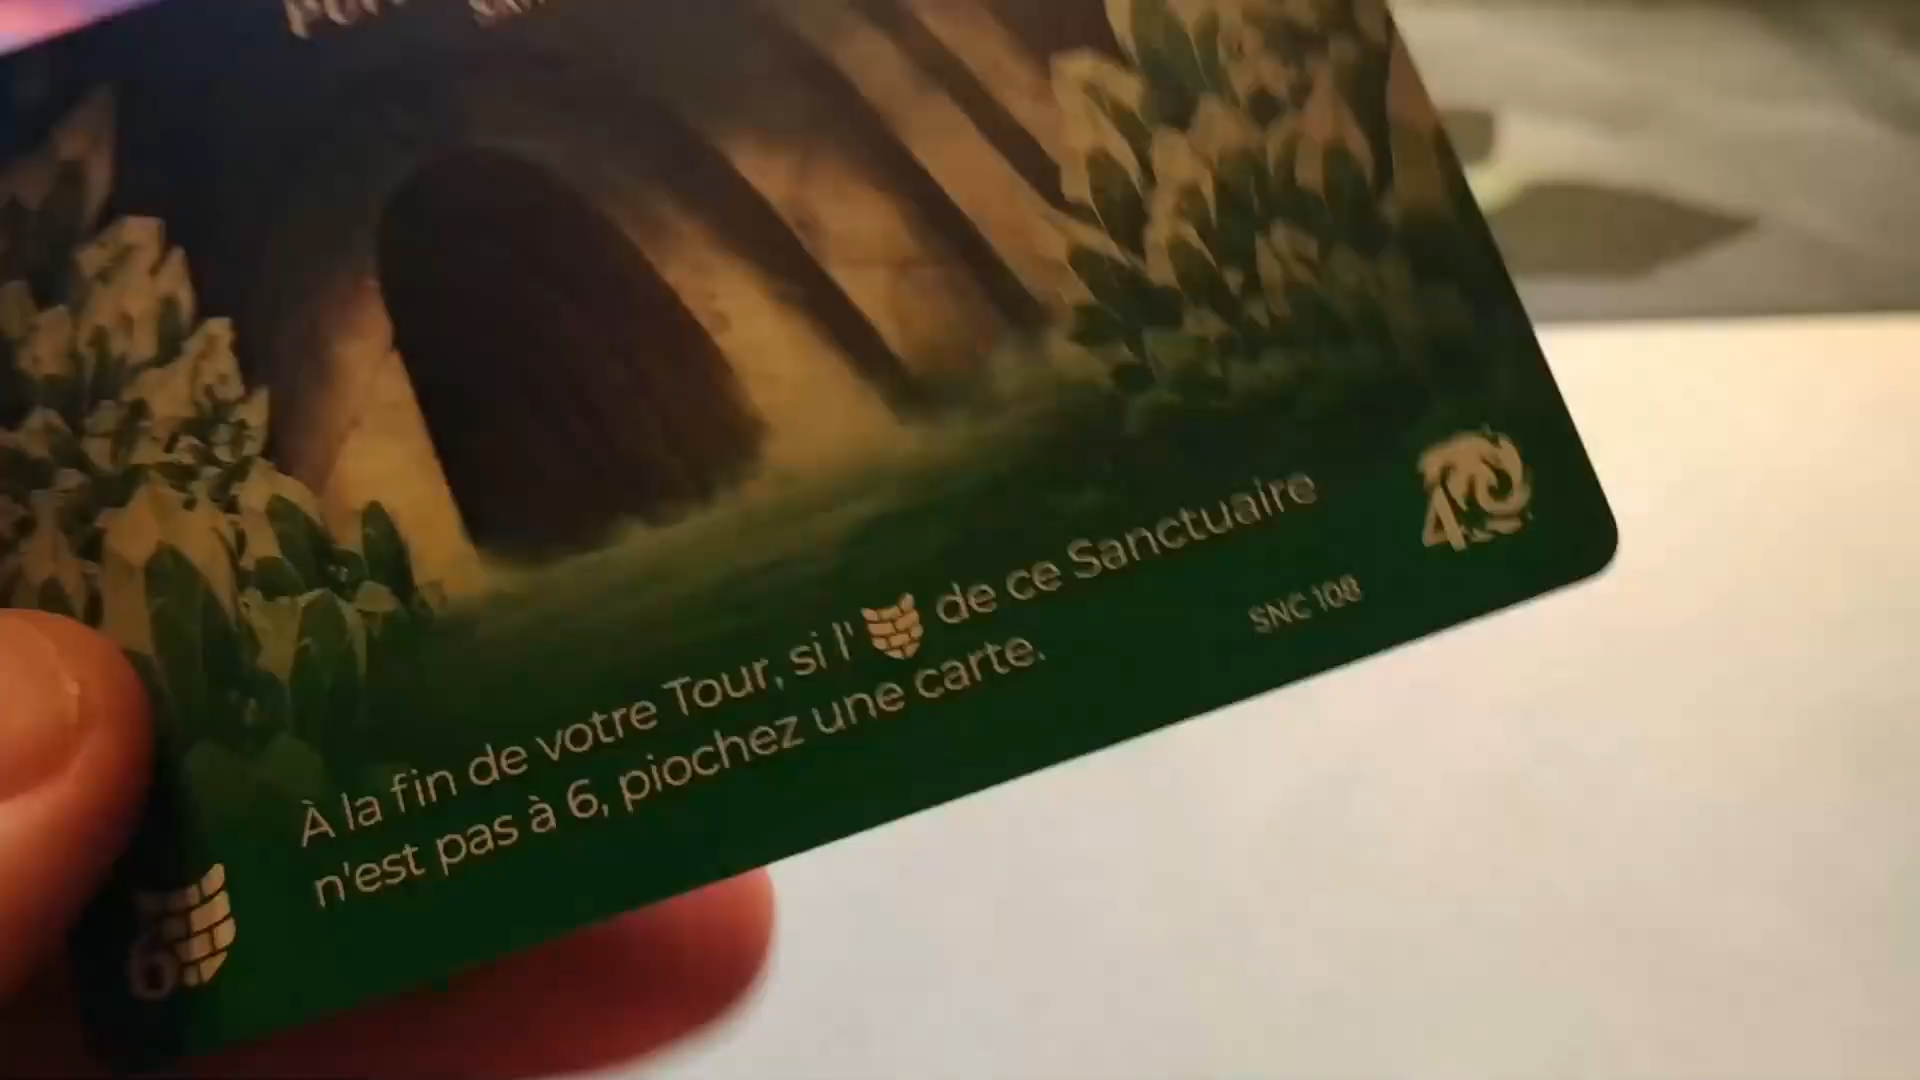 À la fin de votre Tour, si l' de ce Sanctuaire
n'est pas à 6, piochez une carte.
SNC 108
4
6